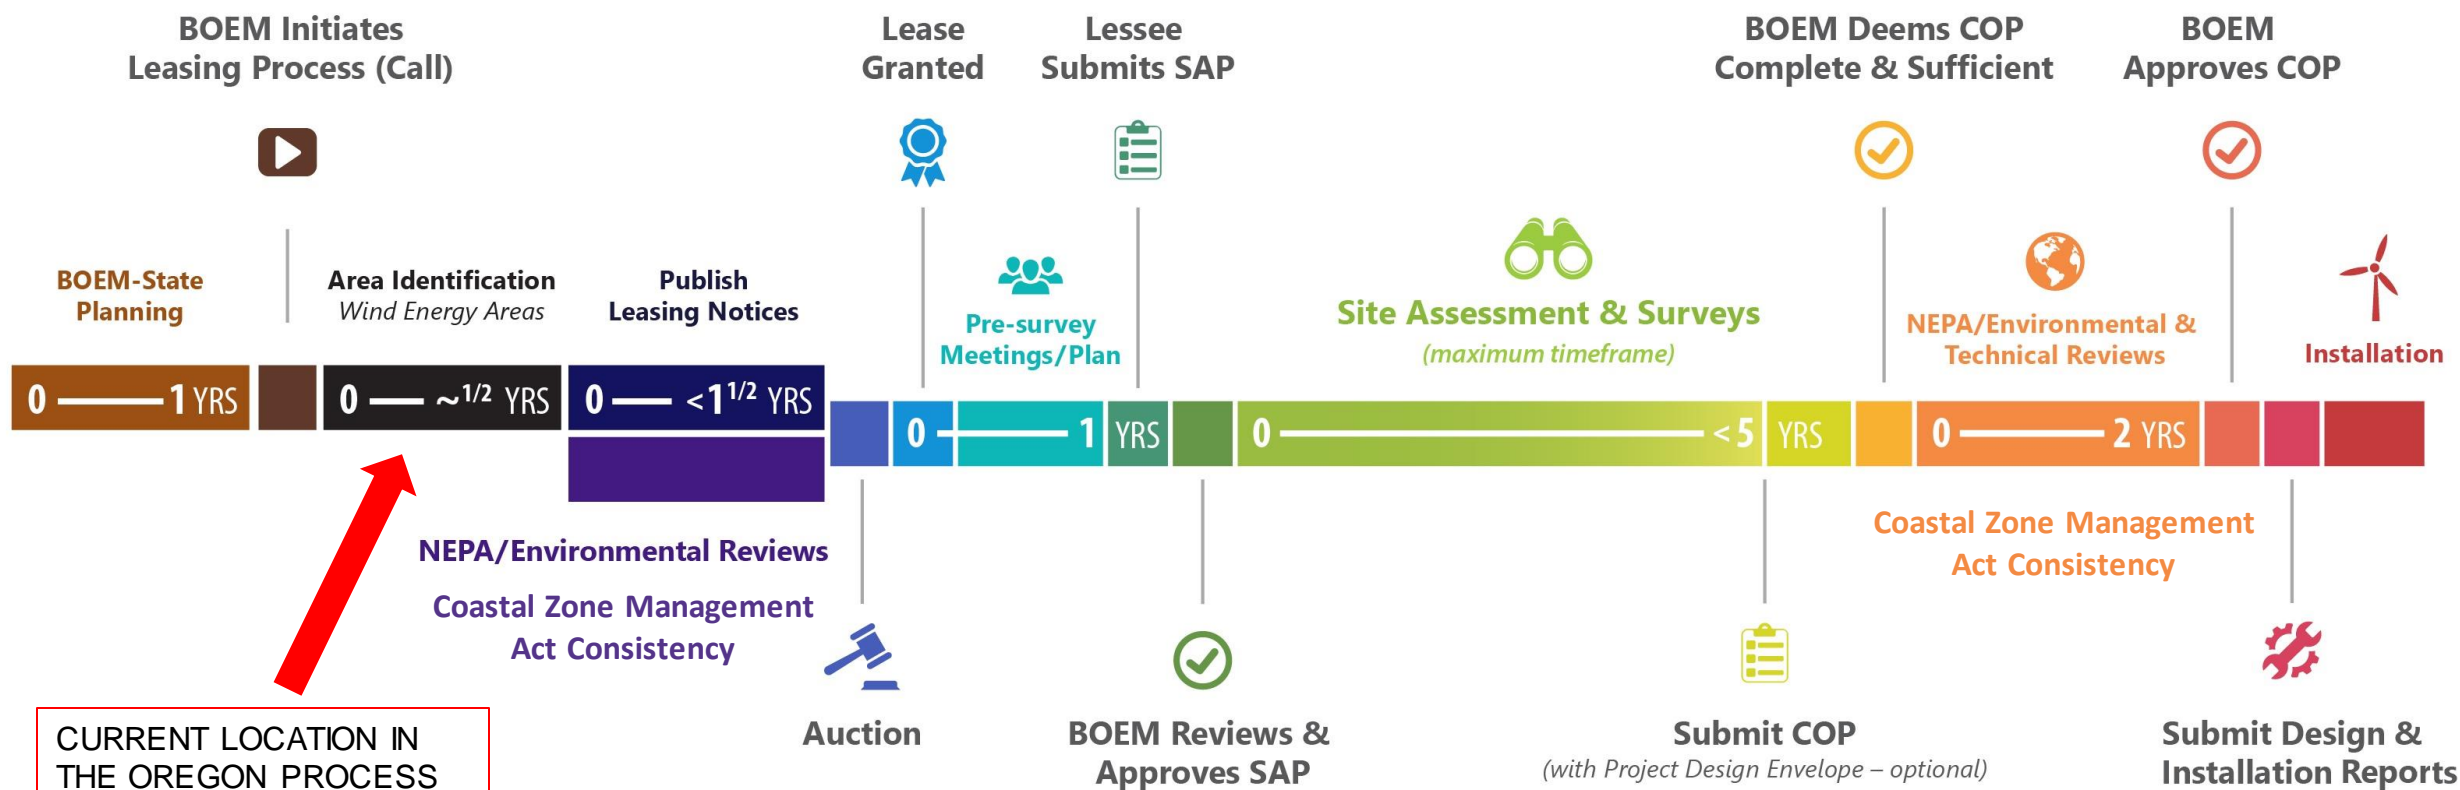 BOEM Initiates
Leasing Process (Call)
Lease
Granted
Lessee
Submits SAP
BOEM Deems COP
Complete & Sufficient
BOEM
Approves COP
BOEM-State
Planning
Area Identification
Wind Energy Areas
Publish
Leasing Notices
Pre-survey
Meetings/Plan
Site Assessment & Surveys
(maximum timeframe)
NEPA/Environmental &
Technical Reviews
Installation
0 — 1 YRS
0 — ~1/2 YRS
0 — <1 1/2 YRS
0 — 1 YRS
0 — <5 YRS
0 — 2 YRS
NEPA/Environmental Reviews
Coastal Zone Management
Act Consistency
Coastal Zone Management
Act Consistency
CURRENT LOCATION IN
THE OREGON PROCESS
Auction
BOEM Reviews &
Approves SAP
Submit COP
(with Project Design Envelope – optional)
Submit Design &
Installation Reports